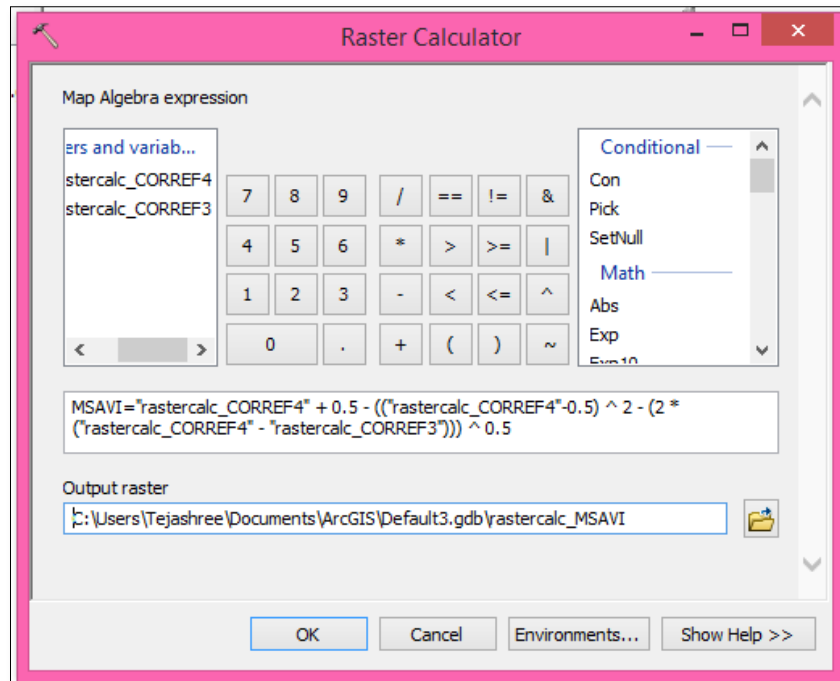 Raster Calculator
Map Algebra expression
ers and variab...
stercalc_CORREF4
stercalc_CORREF3
7 8 9 / == != &
4 5 6 * > >= |
1 2 3 - < <= ^
0 . + ( ) ~
Conditional
Con
Pick
SetNull
Math
Abs
Exp
Exp10
MSAVI="rastercalc_CORREF4" + 0.5 - (("rastercalc_CORREF4"-0.5) ^ 2 - (2 *
("rastercalc_CORREF4" - "rastercalc_CORREF3"))) ^ 0.5
Output raster
C:\Users\Tejashree\Documents\ArcGIS\Default3.gdb\rastercalc_MSAVI
OK Cancel Environments... Show Help >>